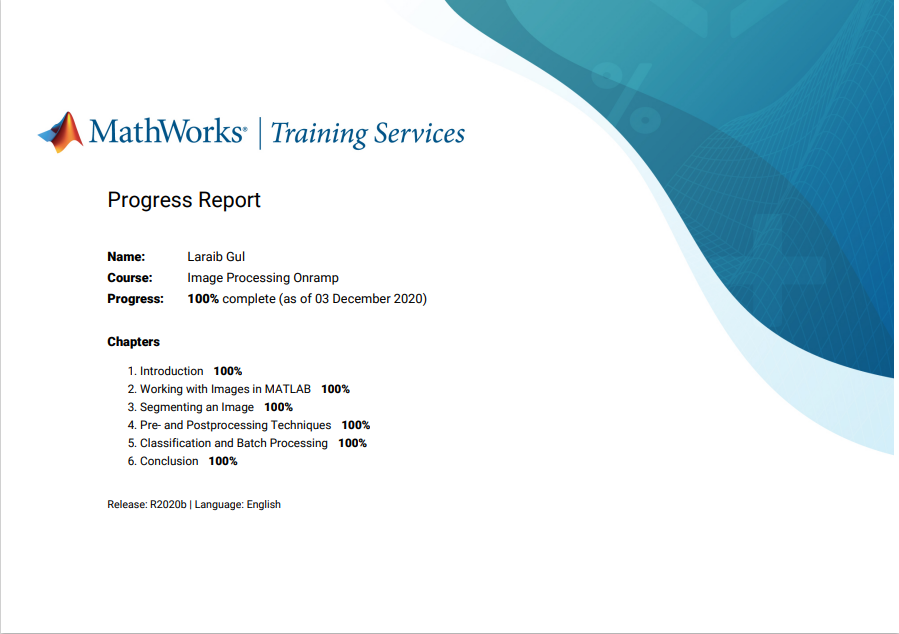 MathWorks® | Training Services
Progress Report
Name: Laraib Gul
Course: Image Processing Onramp
Progress: 100% complete (as of 03 December 2020)
Chapters
1. Introduction 100%
2. Working with Images in MATLAB 100%
3. Segmenting an Image 100%
4. Pre- and Postprocessing Techniques 100%
5. Classification and Batch Processing 100%
6. Conclusion 100%
Release: R2020b | Language: English